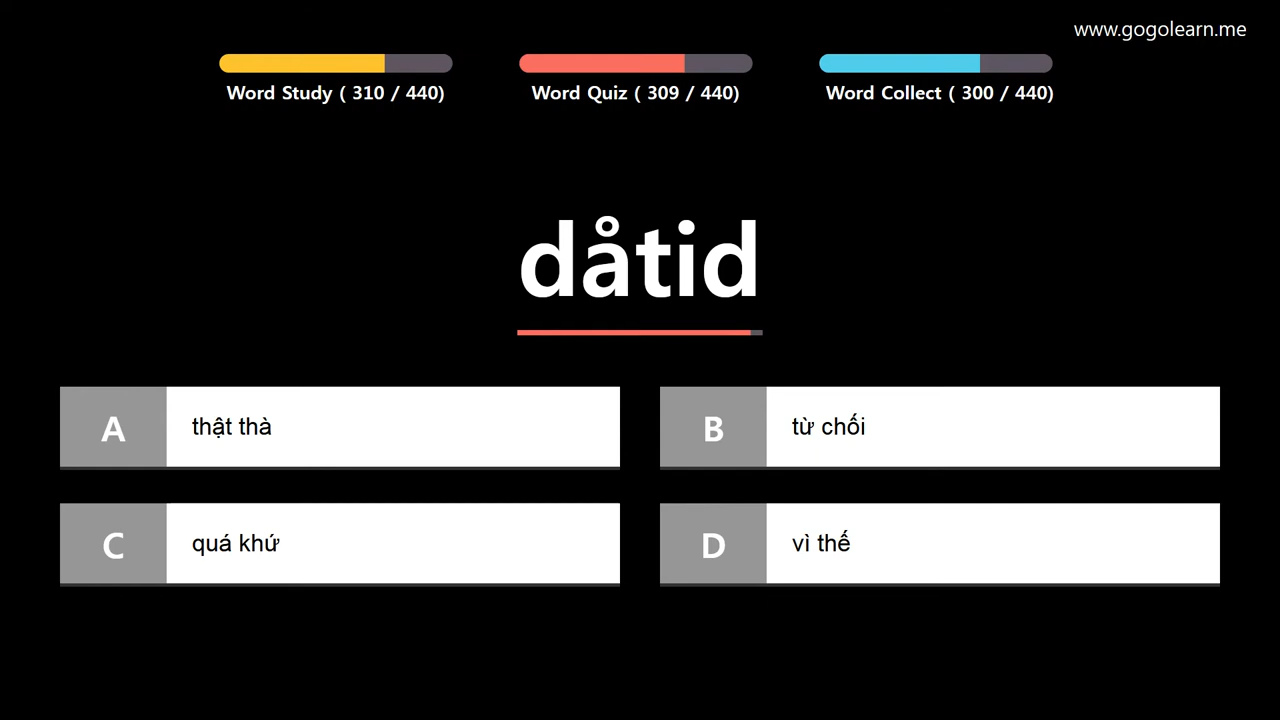 www.gogolearn.me
Word Study ( 310 / 440)
Word Quiz ( 309 / 440)
Word Collect ( 300 / 440)
dåtid
A thật thà
B từ chối
C quá khứ
D vì thế